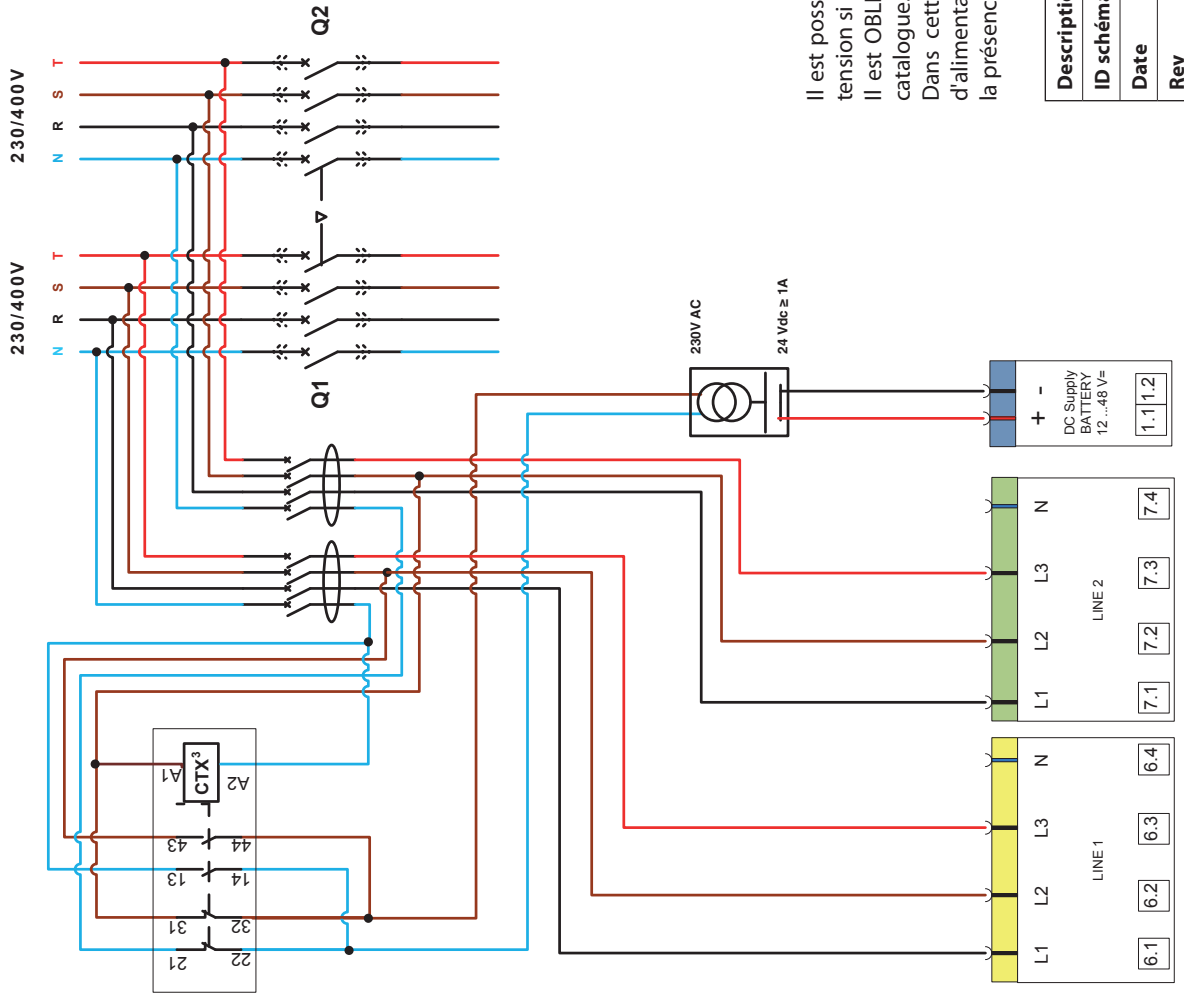 230/400V
230/400V
N R S T
N R S T
Q1
Q2
CTX³
A1
A2
43
44
13
14
31
32
21
22
230V AC
24 Vdc ≥ 1A
+ -
DC Supply
BATTERY
12 ...48 V=
1.1 1.2
L1 L2 L3 N
LINE 1
6.1 6.2 6.3 6.4
L1 L2 L3 N
LINE 2
7.1 7.2 7.3 7.4
Il est poss
tension si
Il est OBLI
catalogue.
Dans cett
d'alimenta
la présenc
Descriptio
ID schéma
Date
Rev